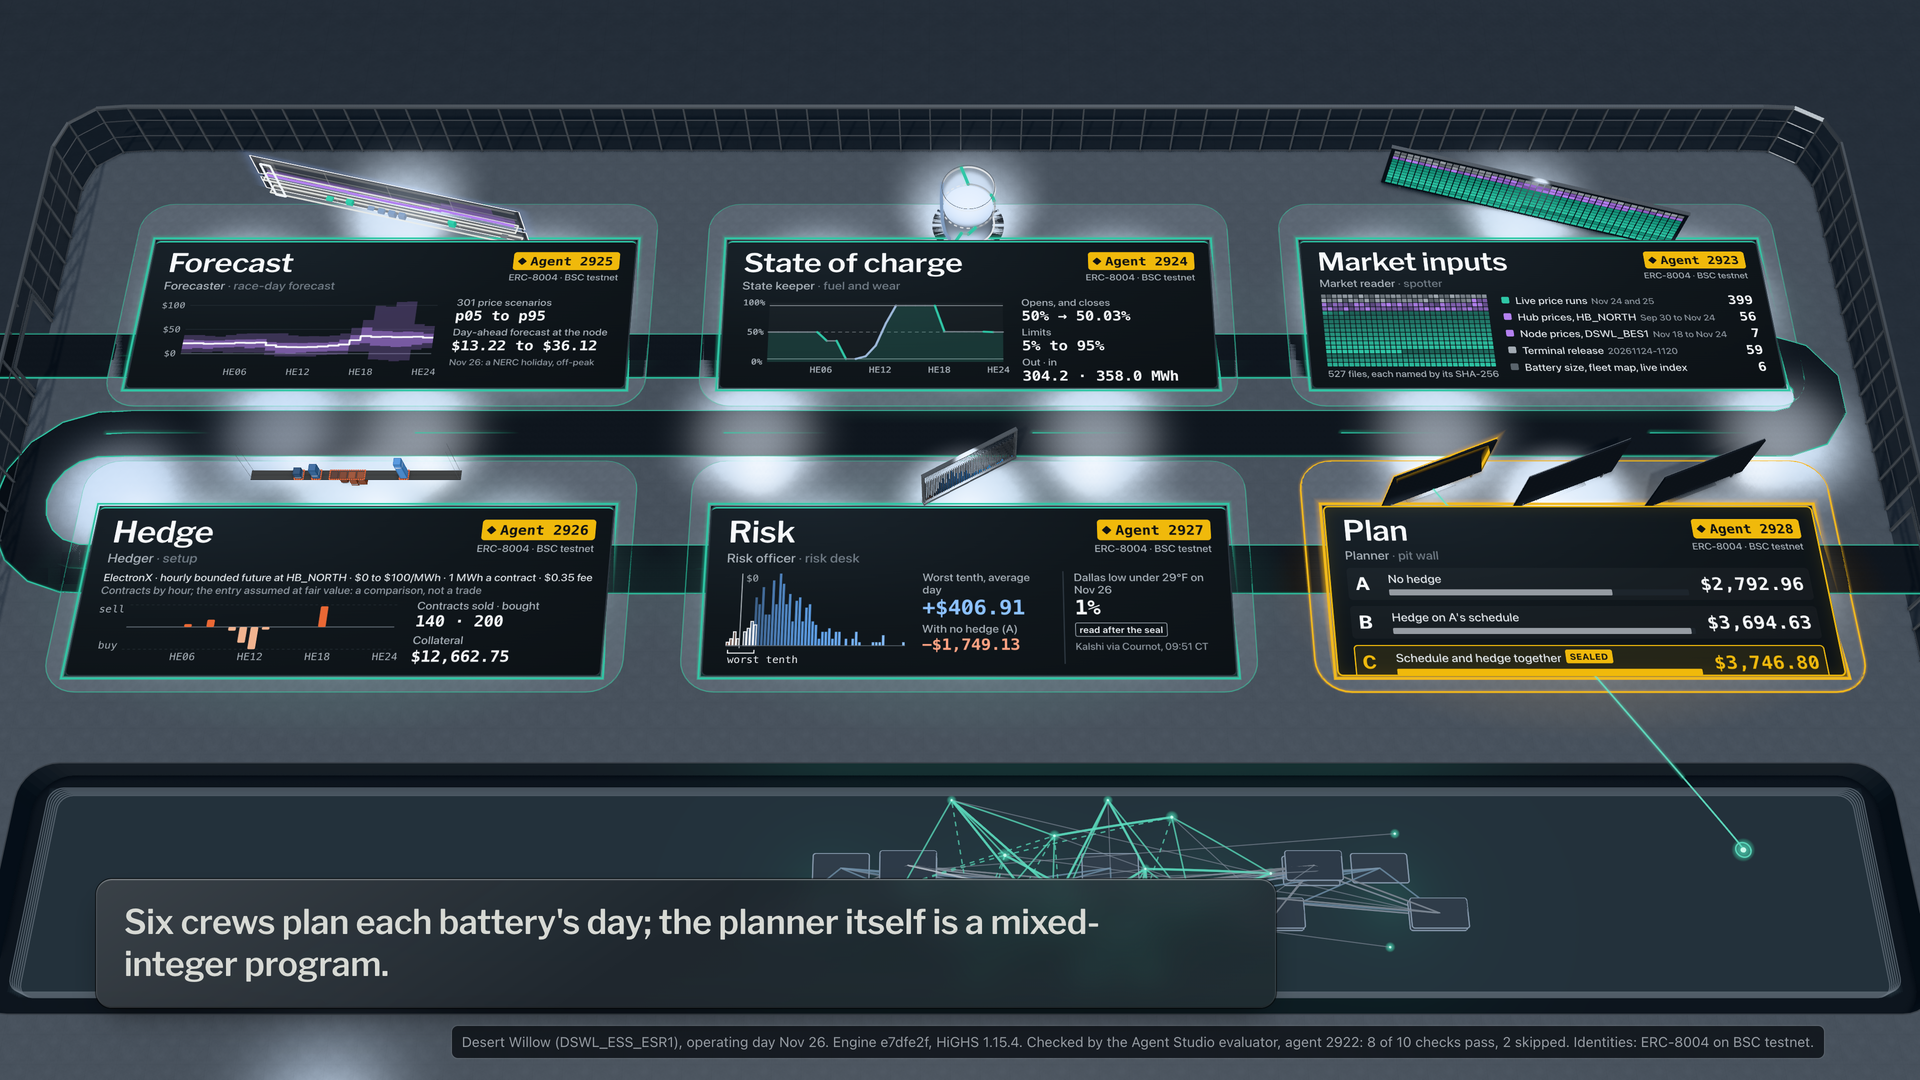 Forecast
◆ Agent 2925
ERC-8004 · BSC testnet
Forecaster · race-day forecast
$100
$50
$0
HE06 HE12 HE18 HE24
301 price scenarios
p05 to p95
Day-ahead forecast at the node
$13.22 to $36.12
Nov 26: a NERC holiday, off-peak
State of charge
◆ Agent 2924
ERC-8004 · BSC testnet
State keeper · fuel and wear
100%
50%
0%
HE06 HE12 HE18 HE24
Opens, and closes
50% → 50.03%
Limits
5% to 95%
Out · in
304.2 · 358.0 MWh
Market inputs
◆ Agent 2923
ERC-8004 · BSC testnet
Market reader · spotter
Live price runs Nov 24 and 25 399
Hub prices, HB_NORTH Sep 30 to Nov 24 56
Node prices, DSWL_BES1 Nov 18 to Nov 24 7
Terminal release 20261124-1120 59
Battery size, fleet map, live index 6
527 files, each named by its SHA-256
Hedge
◆ Agent 2926
ERC-8004 · BSC testnet
Hedger · setup
ElectronX · hourly bounded future at HB_NORTH · $0 to $100/MWh · 1 MWh a contract · $0.35 fee
Contracts by hour; the entry assumed at fair value: a comparison, not a trade
sell
buy
HE06 HE12 HE18 HE24
Contracts sold · bought
140 · 200
Collateral
$12,662.75
Risk
◆ Agent 2927
ERC-8004 · BSC testnet
Risk officer · risk desk
$0
worst tenth
Worst tenth, average
day
+$406.91
With no hedge (A)
−$1,749.13
Dallas low under 29°F on
Nov 26
1%
read after the seal
Kalshi via Cournot, 09:51 CT
Plan
◆ Agent 2928
ERC-8004 · BSC testnet
Planner · pit wall
A No hedge $2,792.96
B Hedge on A's schedule $3,694.63
C Schedule and hedge together SEALED $3,746.80
Six crews plan each battery's day; the planner itself is a mixed-
integer program.
Desert Willow (DSWL_ESS_ESR1), operating day Nov 26. Engine e7dfe2f, HiGHS 1.15.4. Checked by the Agent Studio evaluator, agent 2922: 8 of 10 checks pass, 2 skipped. Identities: ERC-8004 on BSC testnet.